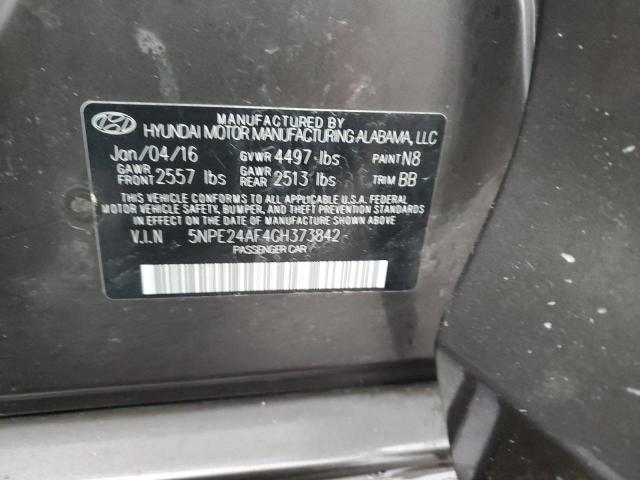 MANUFACTURED BY
HYUNDAI MOTOR MANUFACTURING ALABAMA, LLC
Jan/04/16 GVWR 4497 lbs PAINT N8
GAWR FRONT 2557 lbs GAWR REAR 2513 lbs TRIM BB
THIS VEHICLE CONFORMS TO ALL APPLICABLE U.S.A. FEDERAL
MOTOR VEHICLE SAFETY, BUMPER, AND THEFT PREVENTION STANDARDS
IN EFFECT ON THE DATE OF MANUFACTURE SHOWN ABOVE
V.I.N 5NPE24AF4GH373842
PASSENGER CAR